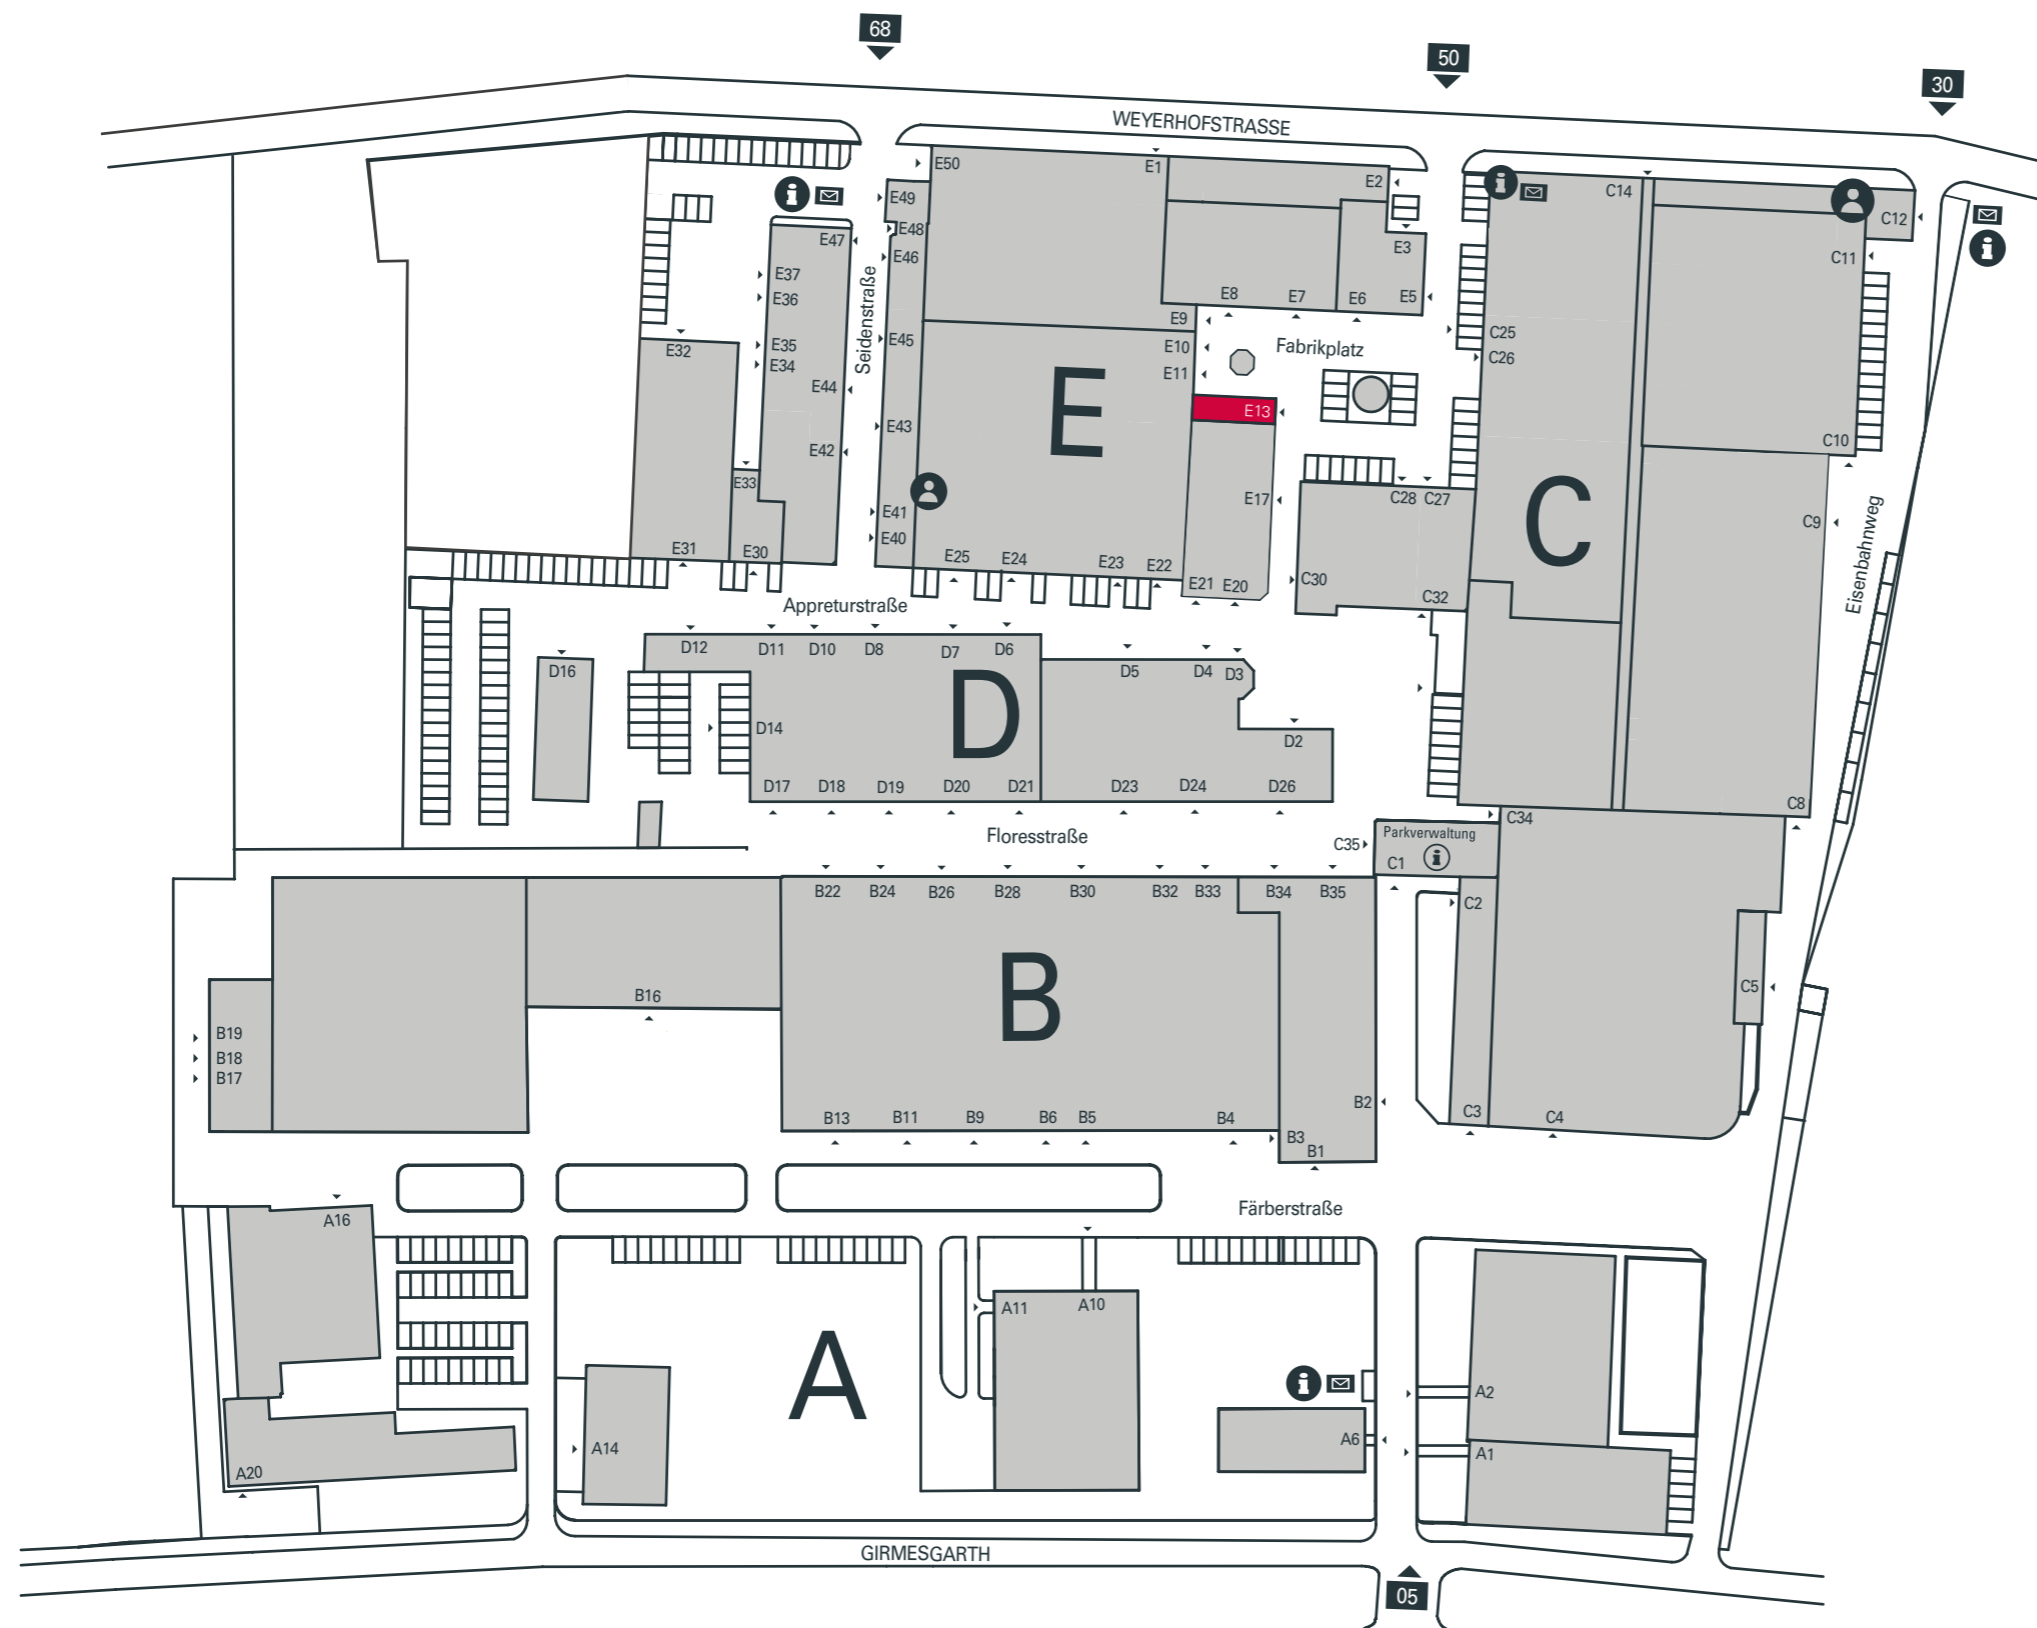 68
50
30
WEYERHOFSTRASSE
E50
E1
E2
C14
C12
E49
E48
E47
E46
E3
C11
E37
E36
E8
E7
E6
E5
E9
Seidenstraße
E45
E10
E11
Fabrikplatz
C25
C26
E32
E35
E34
E44
E
E13
E43
E42
C10
E33
E17
C28
C27
C
C9
Eisenbahnweg
E41
E40
E31
E30
E25
E24
E23
E22
E21
E20
C30
C32
Appreturstraße
D12
D11
D10
D8
D7
D6
D16
D5
D4
D3
D
D14
D2
D17
D18
D19
D20
D21
D23
D24
D26
C8
C34
Floresstraße
C35
Parkverwaltung
C1
B22
B24
B26
B28
B30
B32
B33
B34
B35
C2
B16
B
C5
B19
B18
B17
B13
B11
B9
B6
B5
B4
B3
B1
B2
C3
C4
Färberstraße
A16
A11
A10
A
A2
A14
A6
A1
A20
GIRMESGARTH
05